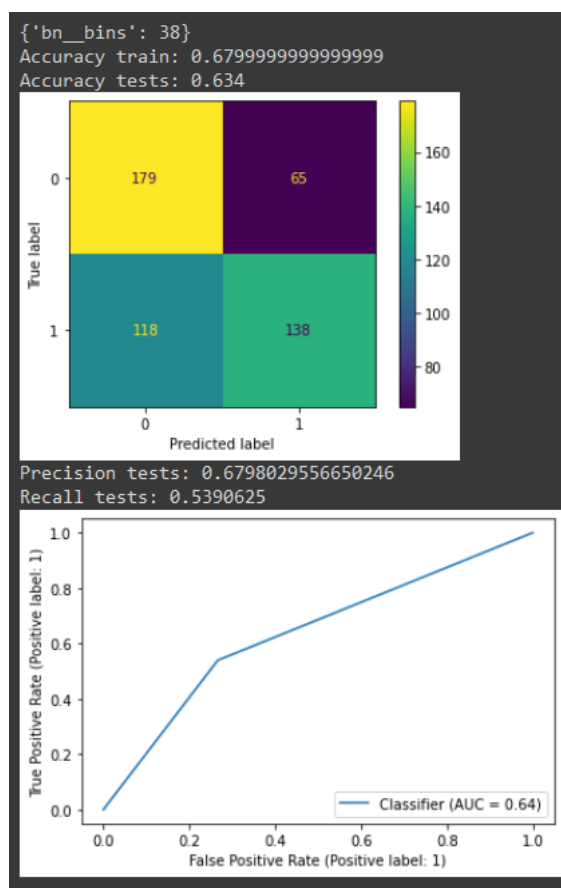 {'bn__bins': 38}
Accuracy train: 0.6799999999999999
Accuracy tests: 0.634
0
179
65
160
140
True label
120
1
118
138
100
80
0
1
Predicted label
Precision tests: 0.6798029556650246
Recall tests: 0.5390625
True Positive Rate (Positive label: 1)
1.0
0.8
0.6
0.4
0.2
0.0
Classifier (AUC = 0.64)
0.0
0.2
0.4
0.6
0.8
1.0
False Positive Rate (Positive label: 1)